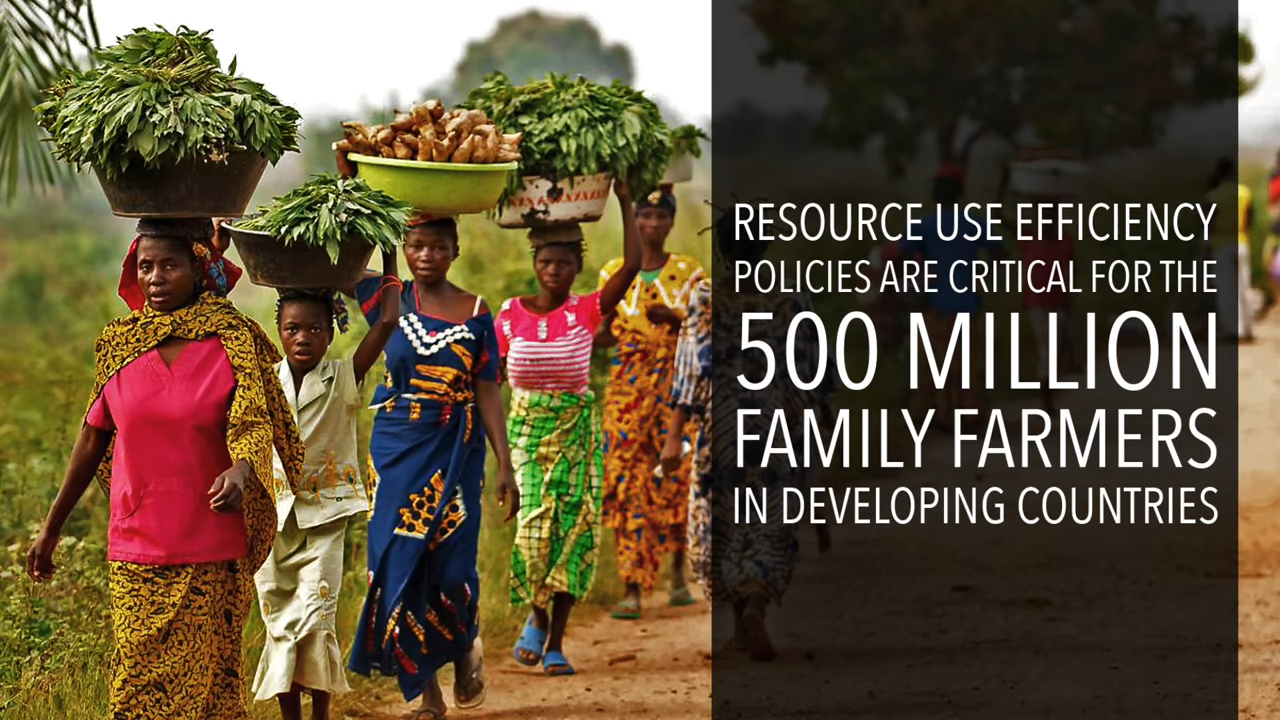 RESOURCE USE EFFICIENCY
POLICIES ARE CRITICAL FOR THE
500 MILLION
FAMILY FARMERS
IN DEVELOPING COUNTRIES